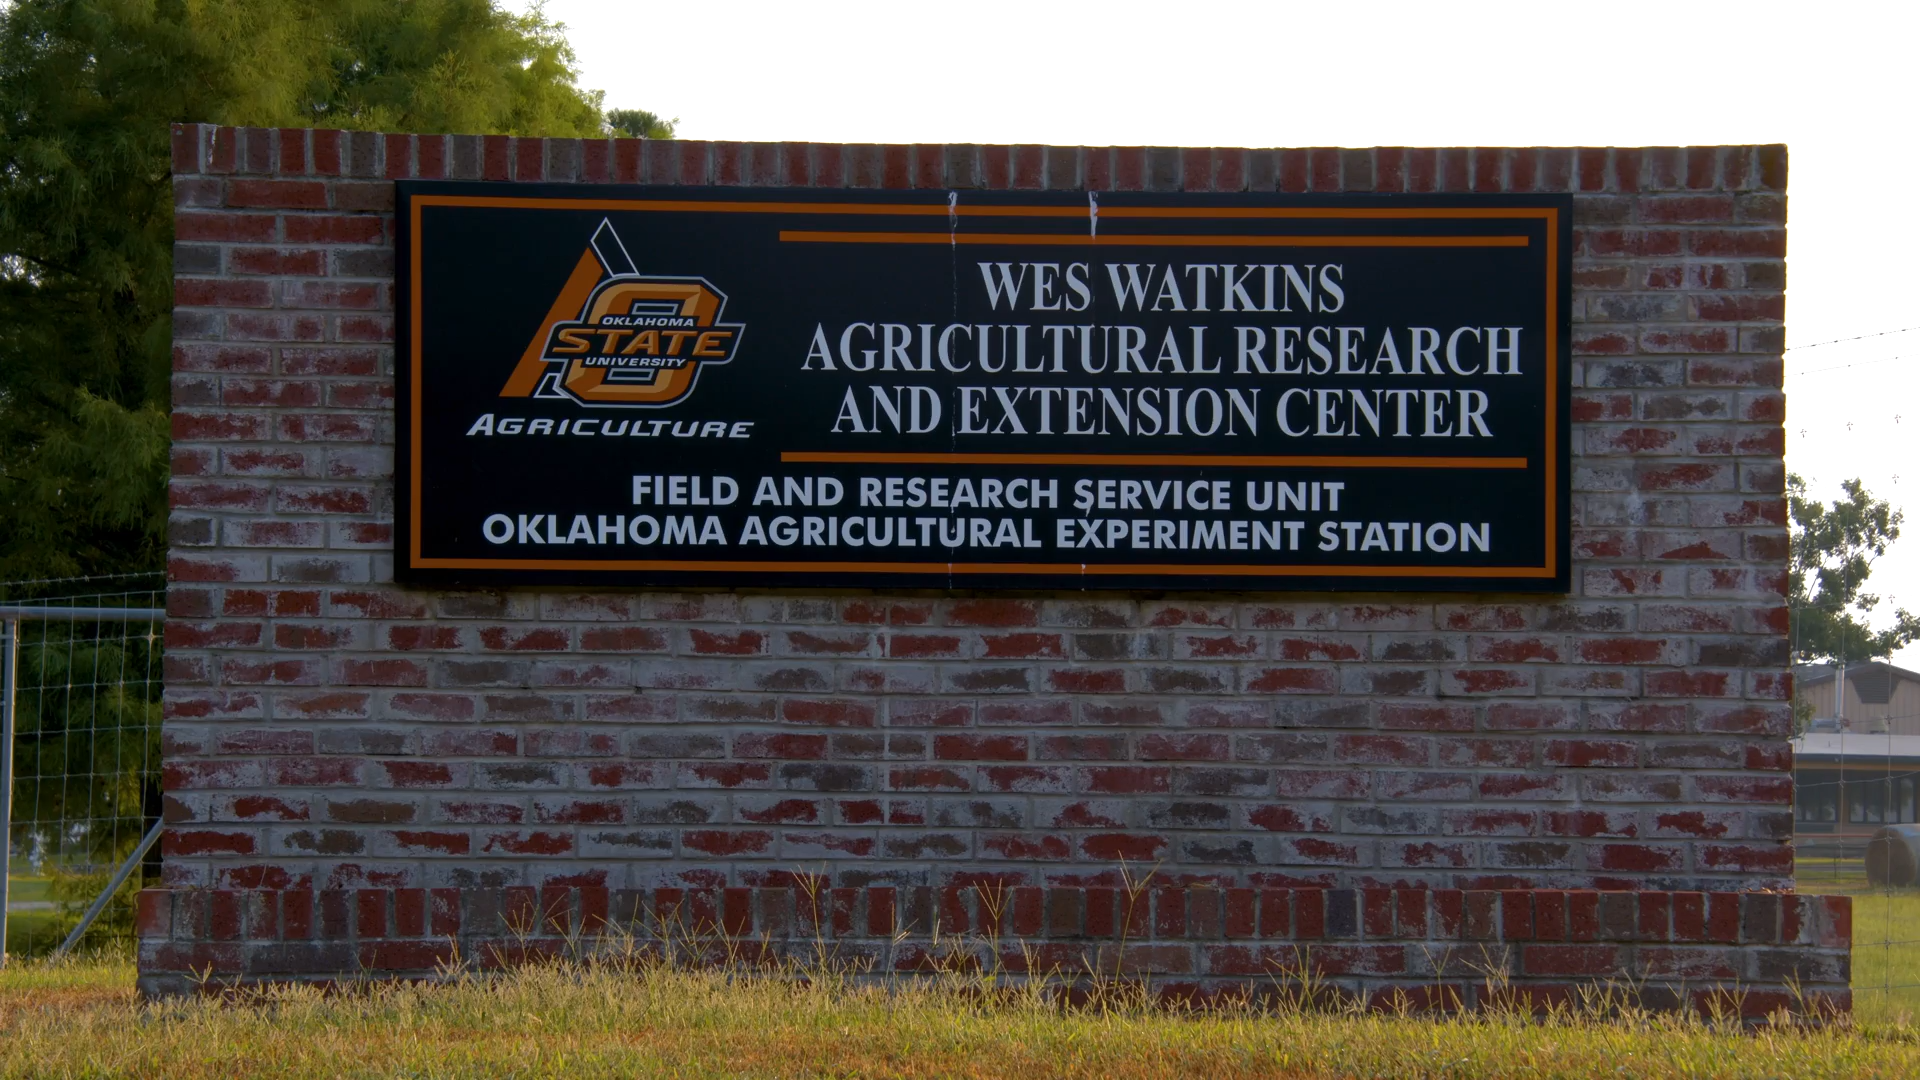 OKLAHOMA
STATE
UNIVERSITY
AGRICULTURE
WES WATKINS
AGRICULTURAL RESEARCH
AND EXTENSION CENTER
FIELD AND RESEARCH SERVICE UNIT
OKLAHOMA AGRICULTURAL EXPERIMENT STATION